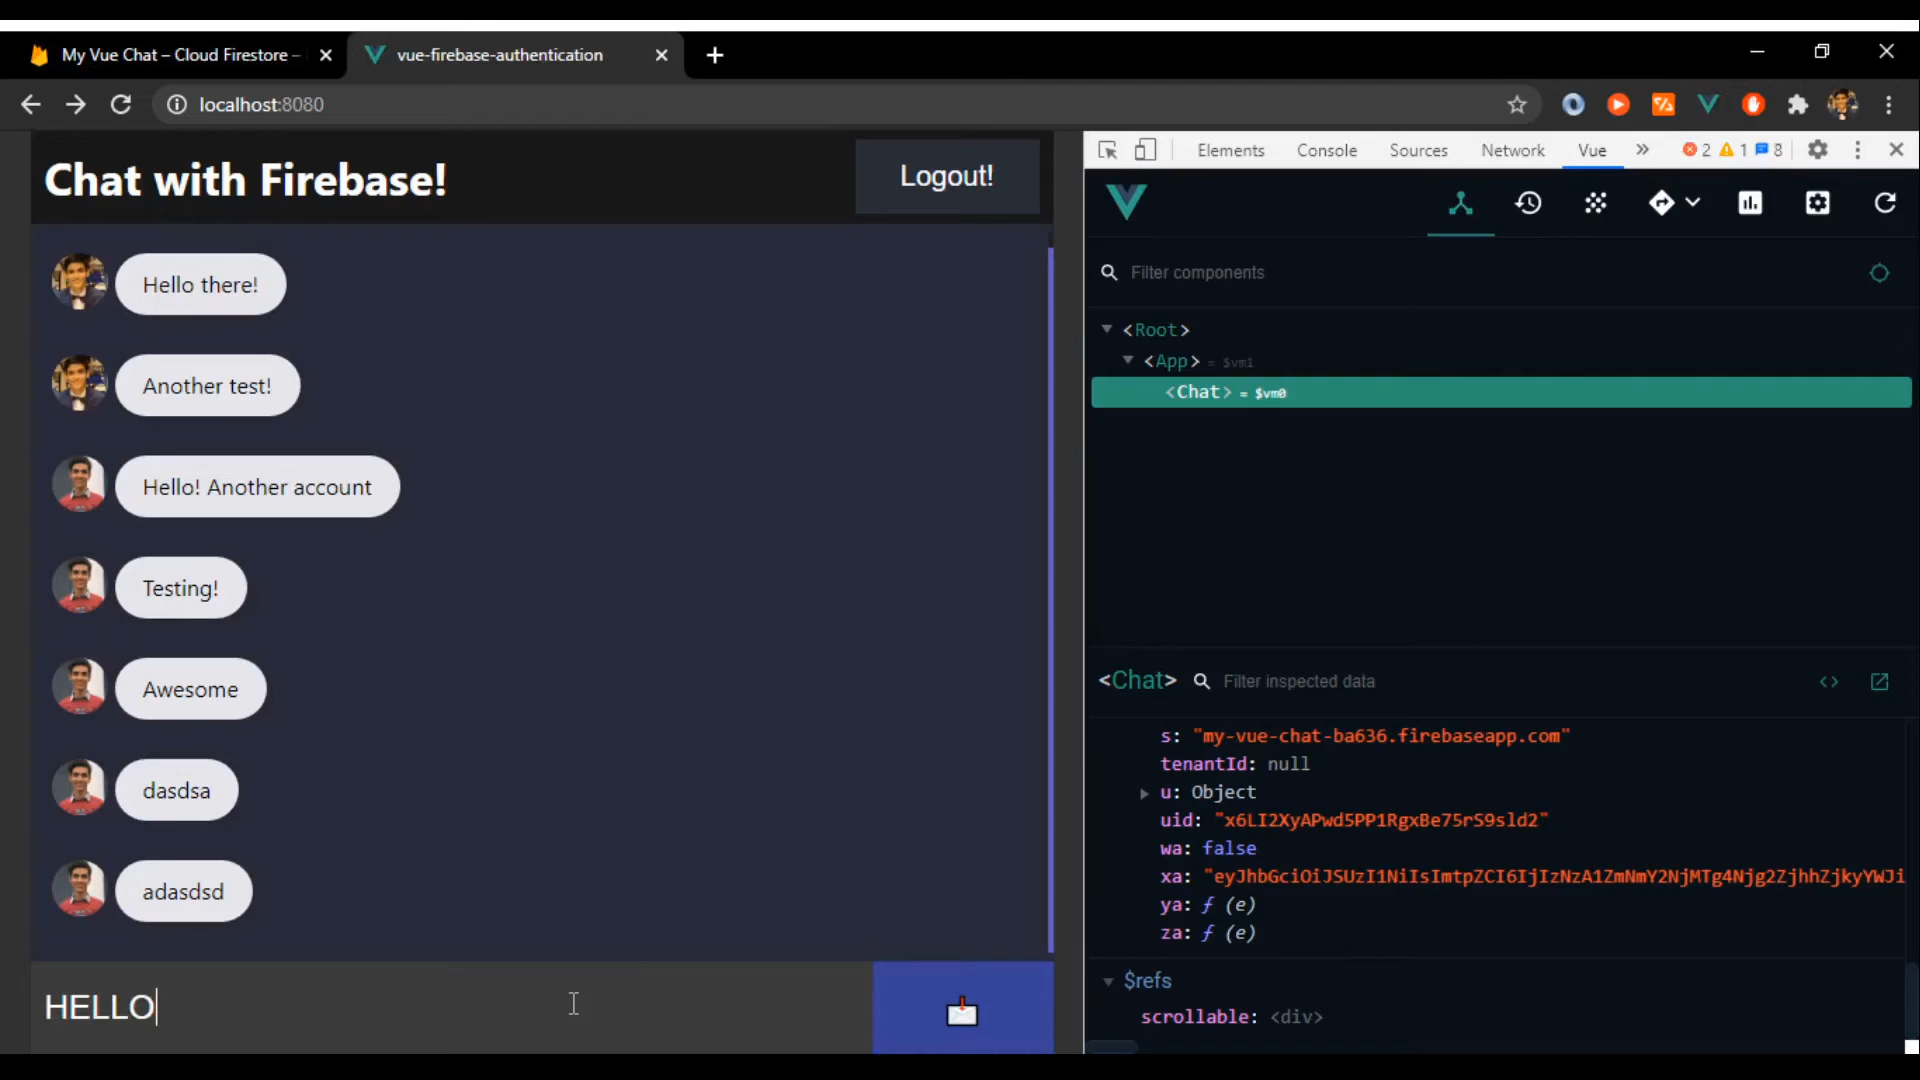 My Vue Chat – Cloud Firestore –
vue-firebase-authentication
localhost:8080
Chat with Firebase!
Logout!
Hello there!
Another test!
Hello! Another account
Testing!
Awesome
dasdsa
adasdsd
HELLO
Elements Console Sources Network Vue » 2 1 8
Filter components
<Root>
<App> = $vm1
<Chat> = $vm0
<Chat> Filter inspected data
s: "my-vue-chat-ba636.firebaseapp.com"
tenantId: null
u: Object
uid: "x6LI2XyAPwd5PP1RgxBe75rS9sld2"
wa: false
xa: "eyJhbGciOiJSUzI1NiIsImtpZCI6IjIzNzA1ZmNmY2NjMTg4Njg2ZjhhZjkyYWJi
ya: ƒ (e)
za: ƒ (e)
$refs
scrollable: <div>